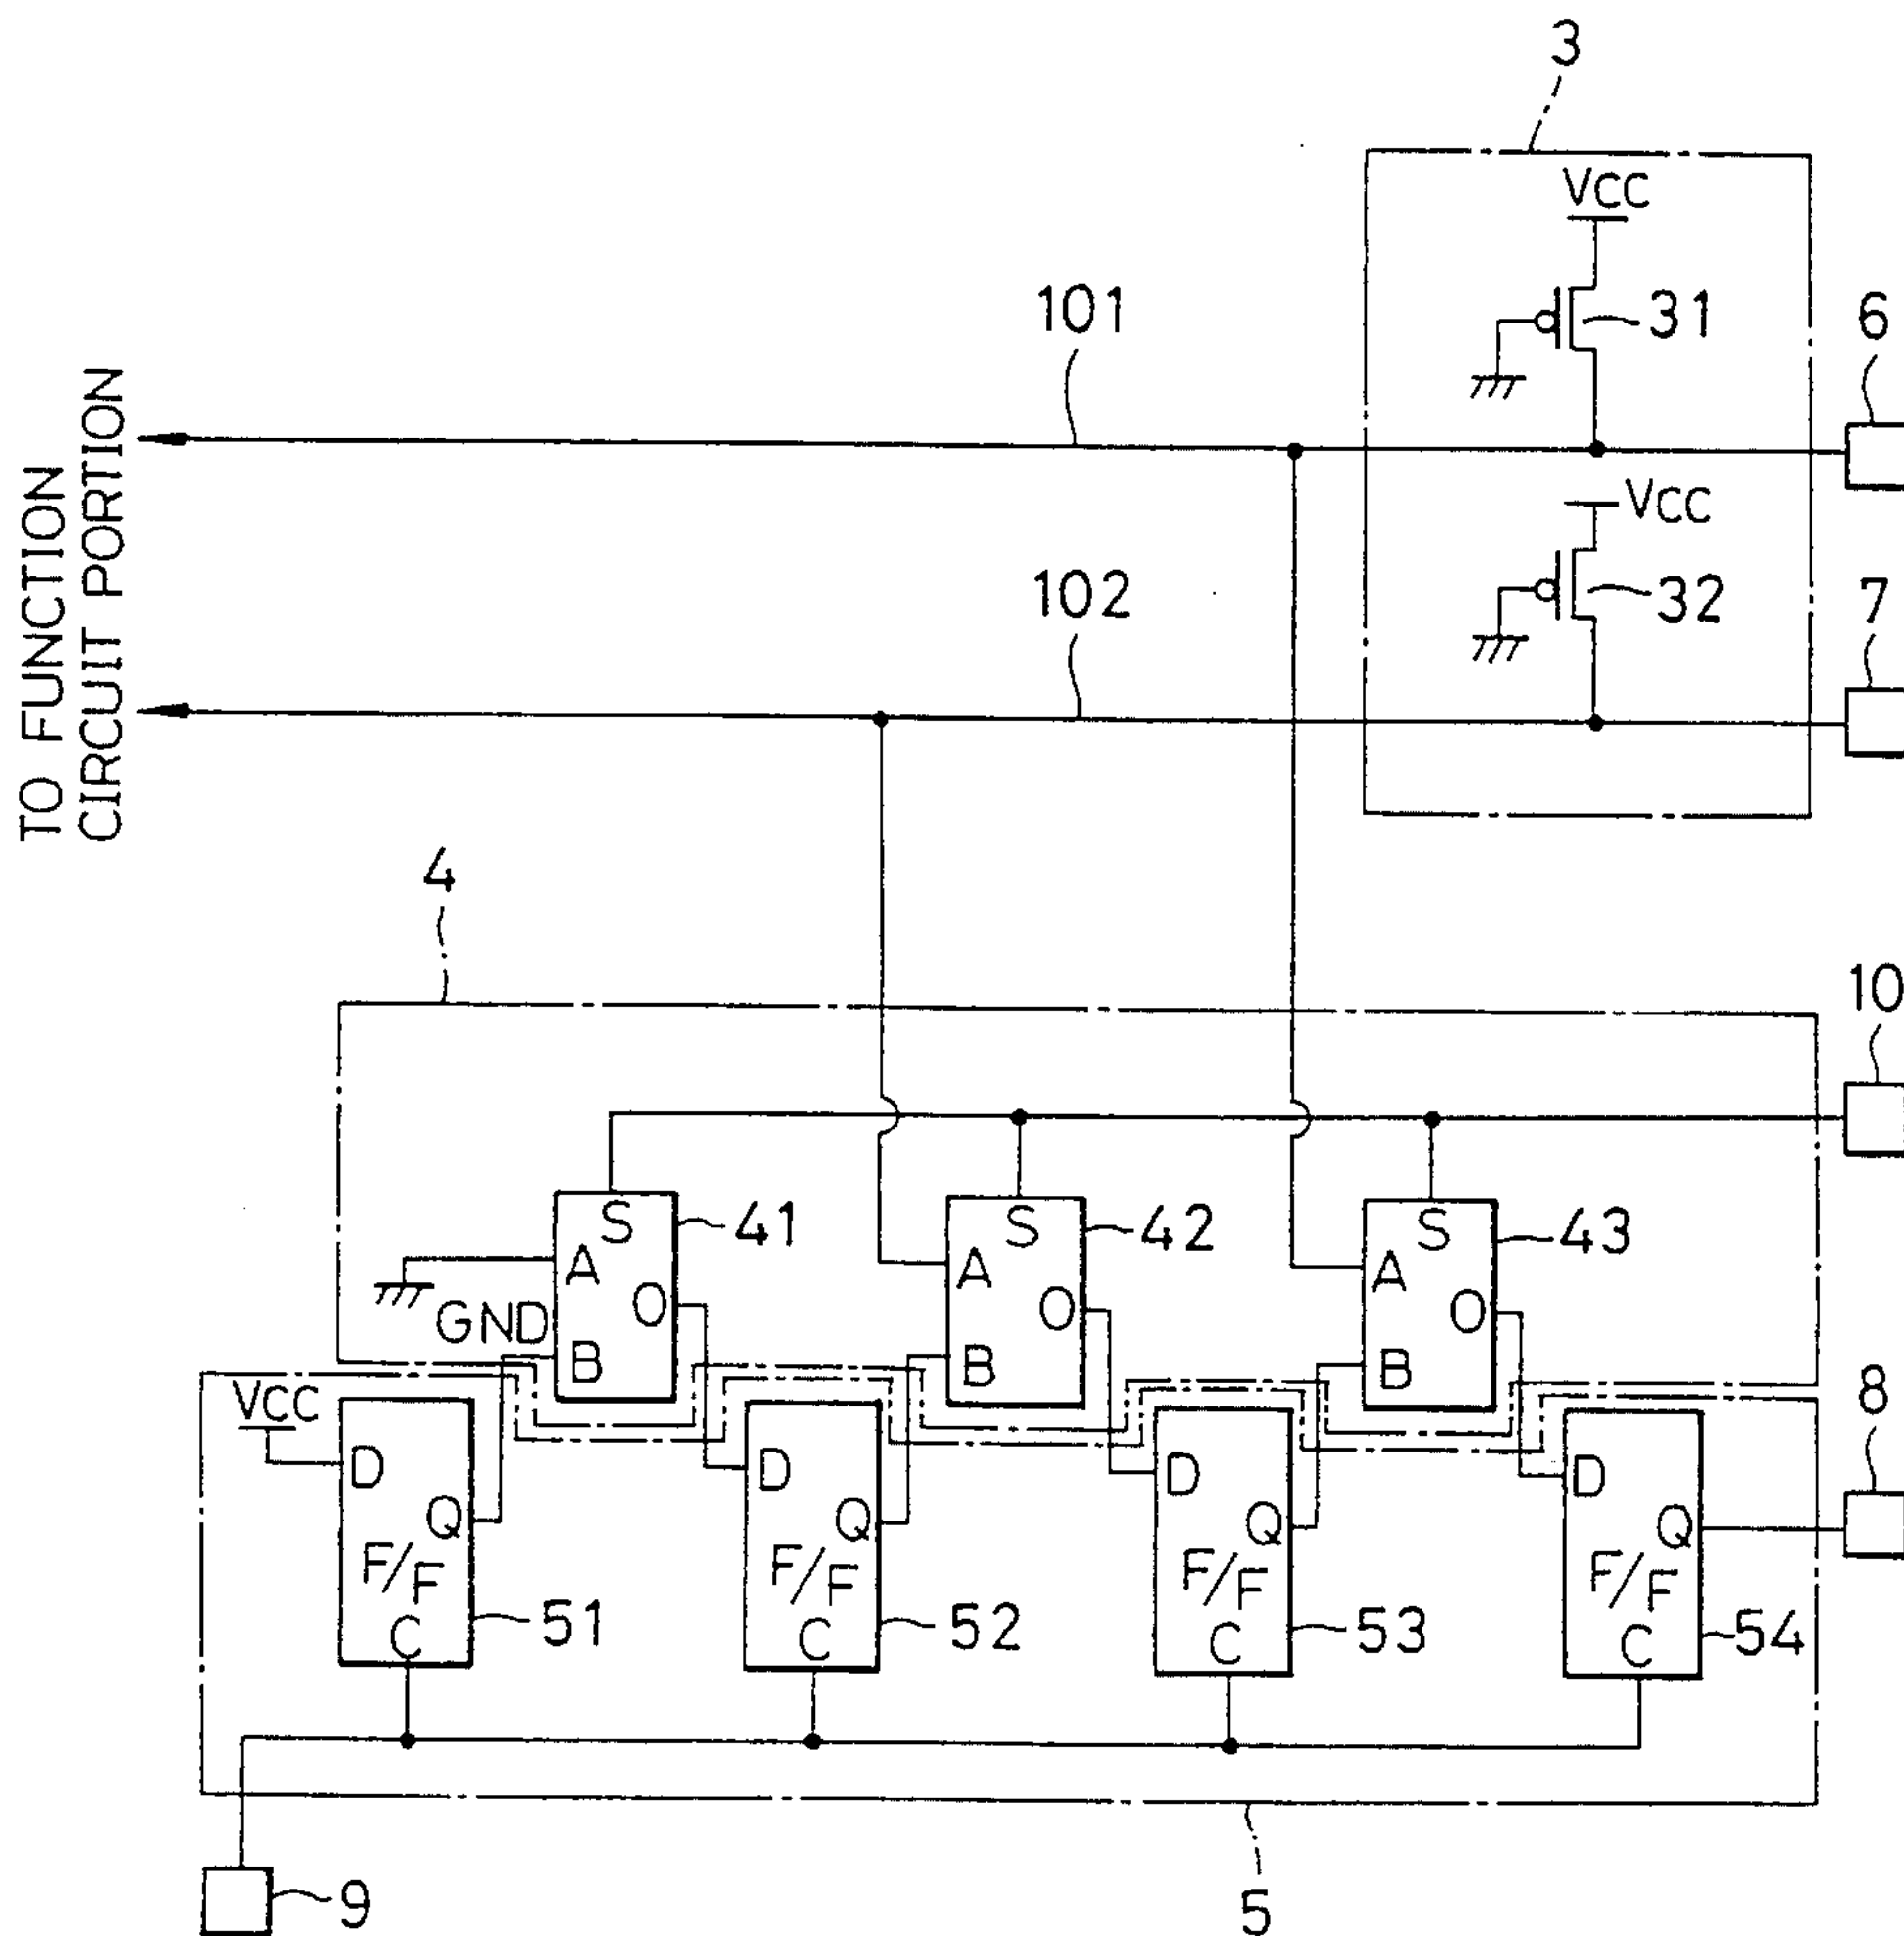 3
VCC
31
6
101
TO FUNCTION
CIRCUIT PORTION
VCC
32
7
102
4
10
S
41
S
42
S
43
A
A
A
O
O
O
GND
B
B
B
8
VCC
D
D
D
D
Q
Q
Q
Q
F/F
F/F
F/F
F/F
51
52
53
54
C
C
C
C
9
5